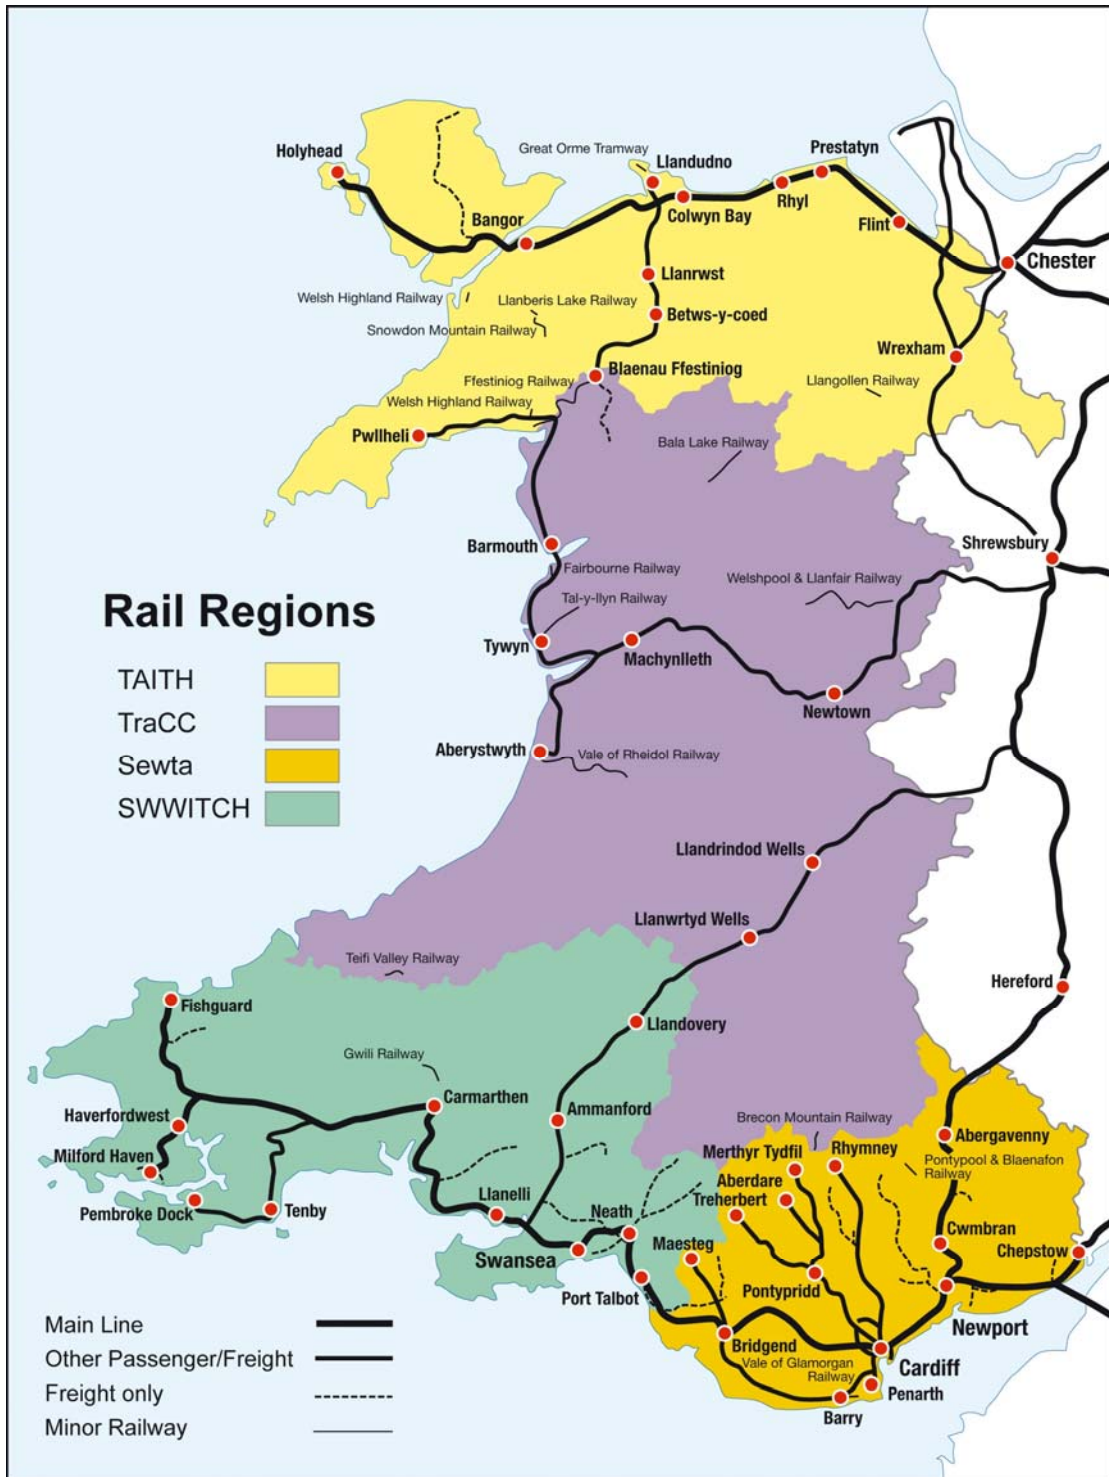 Holyhead
Great Orme Tramway
Llandudno
Prestatyn
Bangor
Colwyn Bay
Rhyl
Flint
Chester
Llanrwst
Welsh Highland Railway
Llanberis Lake Railway
Snowdon Mountain Railway
Betws-y-coed
Wrexham
Blaenau Ffestiniog
Ffestiniog Railway
Llangollen Railway
Welsh Highland Railway
Pwllheli
Bala Lake Railway
Barmouth
Shrewsbury
Fairbourne Railway
Welshpool & Llanfair Railway
Tal-y-llyn Railway
Rail Regions
Tywyn
Machynlleth
TAITH
TraCC
Newtown
Aberystwyth
Vale of Rheidol Railway
Sewta
SWWITCH
Llandrindod Wells
Llanwrtyd Wells
Teifi Valley Railway
Hereford
Fishguard
Llandovery
Gwili Railway
Carmarthen
Haverfordwest
Ammanford
Brecon Mountain Railway
Abergavenny
Milford Haven
Merthyr Tydfil
Rhymney
Pontypool & Blaenafon
Railway
Aberdare
Treherbert
Pembroke Dock
Tenby
Llanelli
Neath
Cwmbran
Maesteg
Chepstow
Swansea
Port Talbot
Pontypridd
Newport
Main Line
Bridgend
Other Passenger/Freight
Vale of Glamorgan
Railway
Cardiff
Freight only
Penarth
Barry
Minor Railway